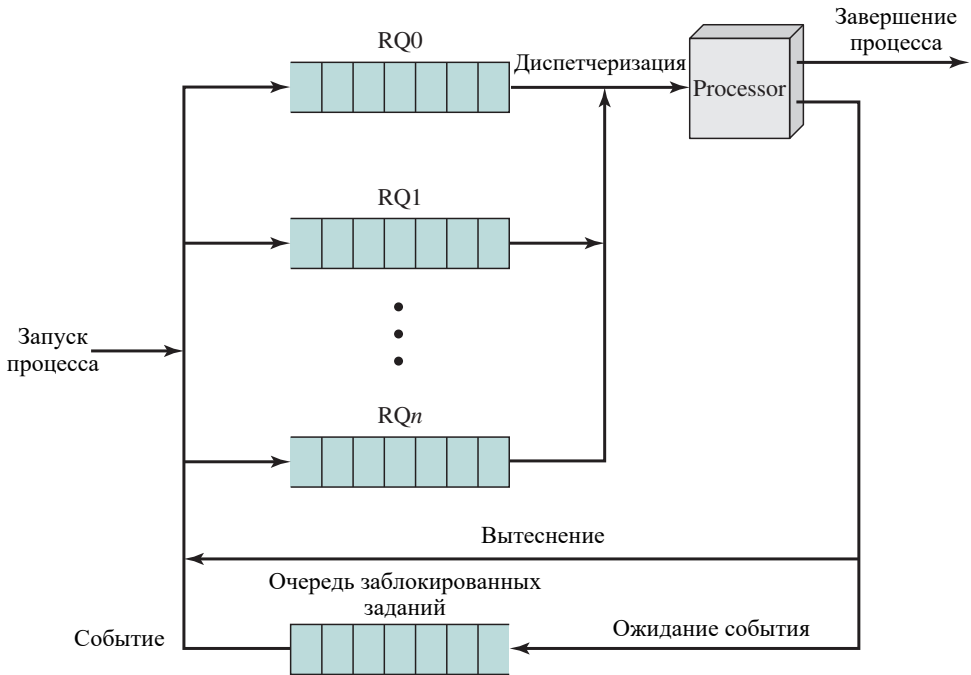 Завершение
процесса
RQ0
Диспетчеризация
Processor
RQ1
Запуск
процесса
RQn
Вытеснение
Очередь заблокированных
заданий
Событие
Ожидание события